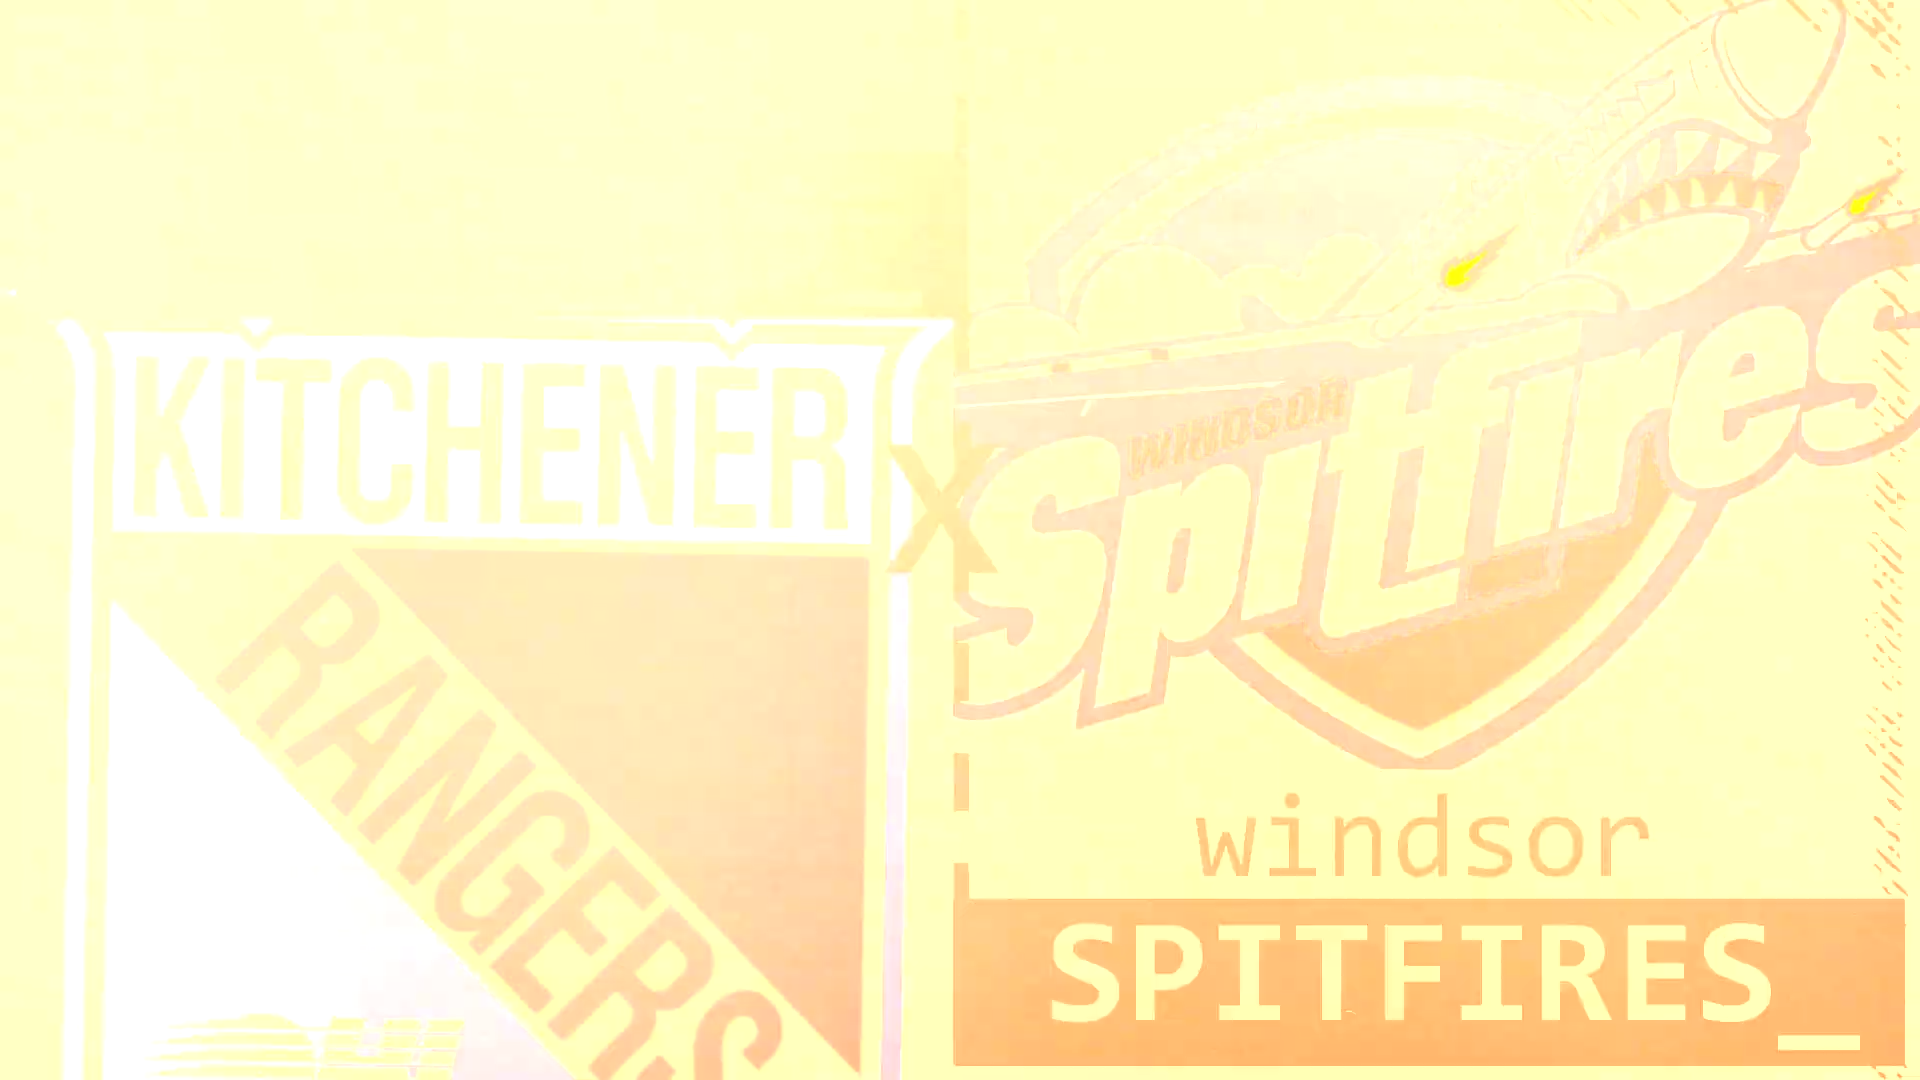 KITCHENER
RANGERS
X
WINDSOR
Spitfires
windsor
SPITFIRES_